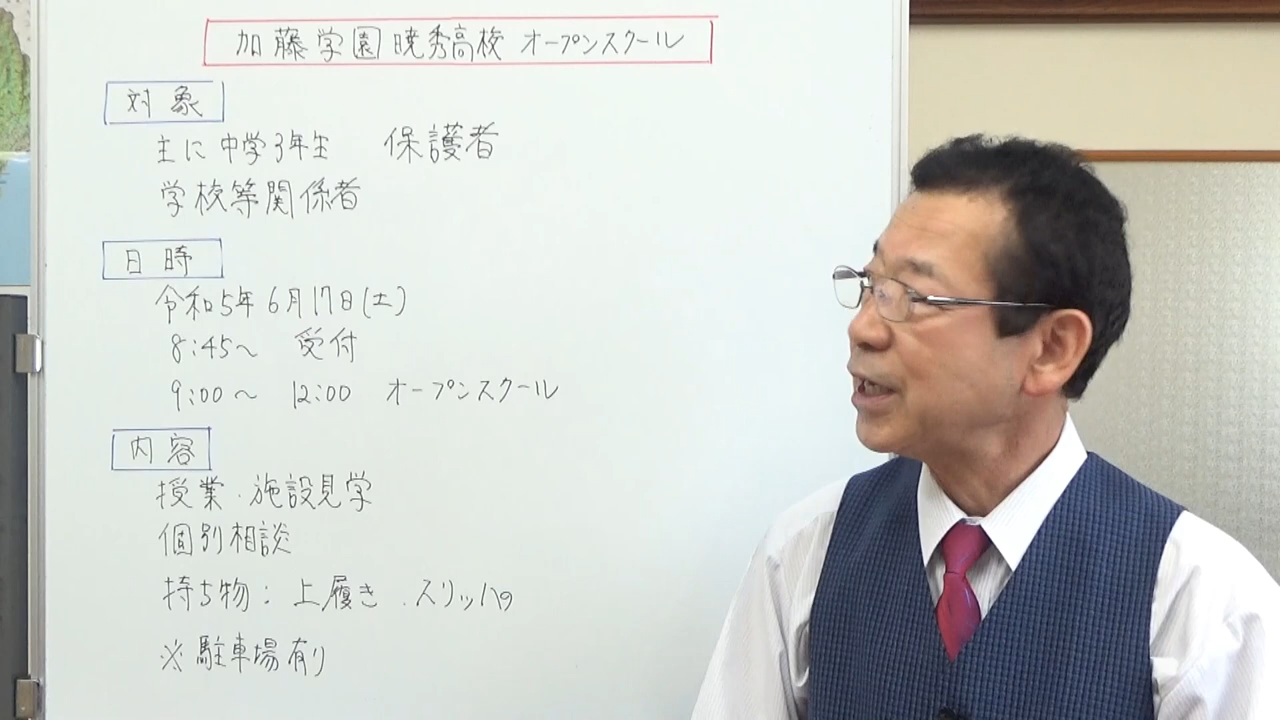 加藤学園暁秀高校 オープンスクール
対象
主に中学3年生 保護者
学校等関係者
日時
令和5年6月17日(土)
8:45〜 受付
9:00〜 12:00 オープンスクール
内容
授業・施設見学
個別相談
持ち物: 上履き・スリッパ
※駐車場有り